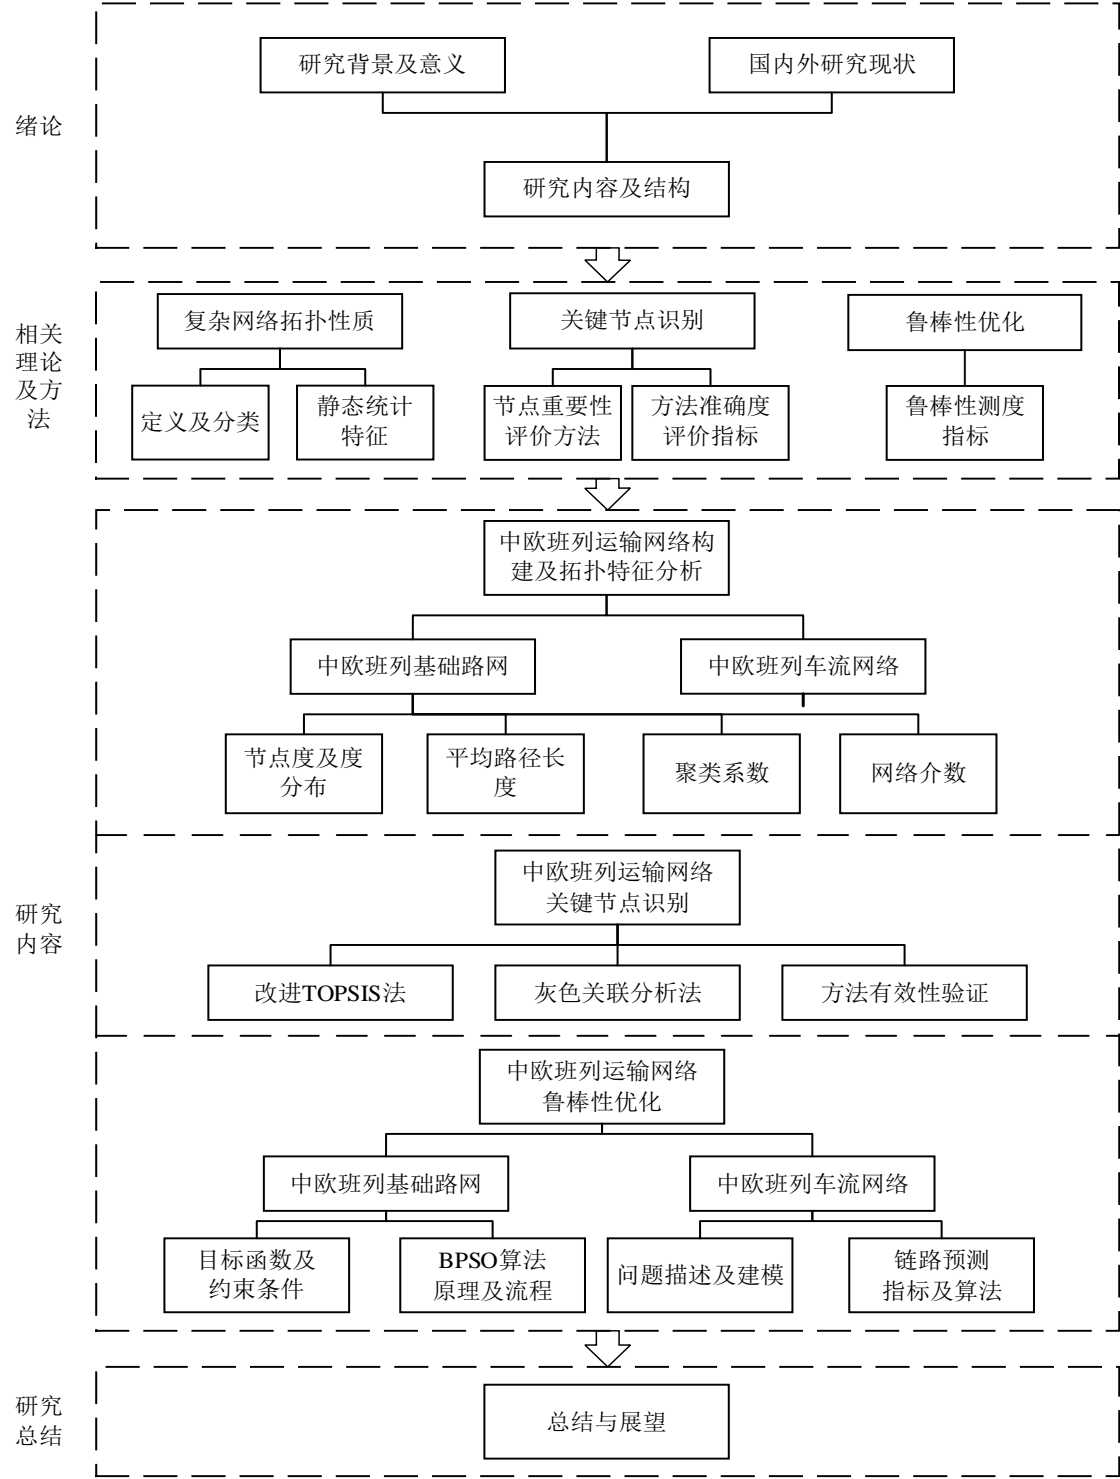 绪论
研究背景及意义
国内外研究现状
研究内容及结构
相关
理论
及方
法
复杂网络拓扑性质
关键节点识别
鲁棒性优化
定义及分类
静态统计
特征
节点重要性
评价方法
方法准确度
评价指标
鲁棒性测度
指标
研究
内容
中欧班列运输网络构
建及拓扑特征分析
中欧班列基础路网
中欧班列车流网络
节点度及度
分布
平均路径长
度
聚类系数
网络介数
中欧班列运输网络
关键节点识别
改进TOPSIS法
灰色关联分析法
方法有效性验证
中欧班列运输网络
鲁棒性优化
中欧班列基础路网
中欧班列车流网络
目标函数及
约束条件
BPSO算法
原理及流程
问题描述及建模
链路预测
指标及算法
研究
总结
总结与展望